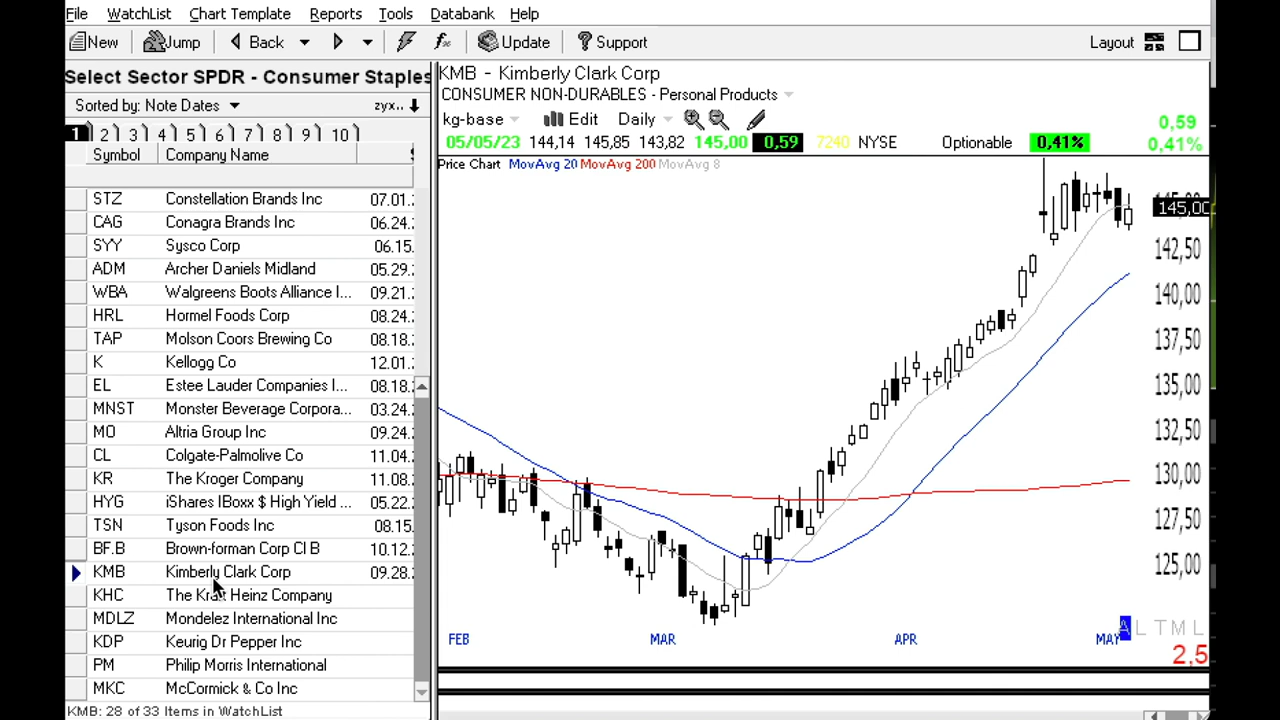 File WatchList Chart Template Reports Tools Databank Help
New Jump Back Update Support Layout
Select Sector SPDR - Consumer Staples
Sorted by: Note Dates zyx..
1 2 3 4 5 6 7 8 9 10
Symbol Company Name
STZ Constellation Brands Inc 07.01.
CAG Conagra Brands Inc 06.24.
SYY Sysco Corp 06.15.
ADM Archer Daniels Midland 05.29.
WBA Walgreens Boots Alliance I... 09.21.
HRL Hormel Foods Corp 08.24.
TAP Molson Coors Brewing Co 08.18.
K Kellogg Co 12.01.
EL Estee Lauder Companies I... 08.18.
MNST Monster Beverage Corpora... 03.24.
MO Altria Group Inc 09.24.
CL Colgate-Palmolive Co 11.04.
KR The Kroger Company 11.08.
HYG iShares IBoxx $ High Yield ... 05.22.
TSN Tyson Foods Inc 08.15.
BF.B Brown-forman Corp Cl B 10.12.
KMB Kimberly Clark Corp 09.28.
KHC The Kraft Heinz Company
MDLZ Mondelez International Inc
KDP Keurig Dr Pepper Inc
PM Philip Morris International
MKC McCormick & Co Inc
KMB: 28 of 33 Items in WatchList
KMB - Kimberly Clark Corp
CONSUMER NON-DURABLES - Personal Products
kg-base Edit Daily
0,59
05/05/23 144,14 145,85 143,82 145,00 0,59 7240 NYSE Optionable 0,41% 0,41%
Price Chart MovAvg 20 MovAvg 200 MovAvg 8
145,00
142,50
140,00
137,50
135,00
132,50
130,00
127,50
125,00
FEB MAR APR MAY
A L T M L
2,5